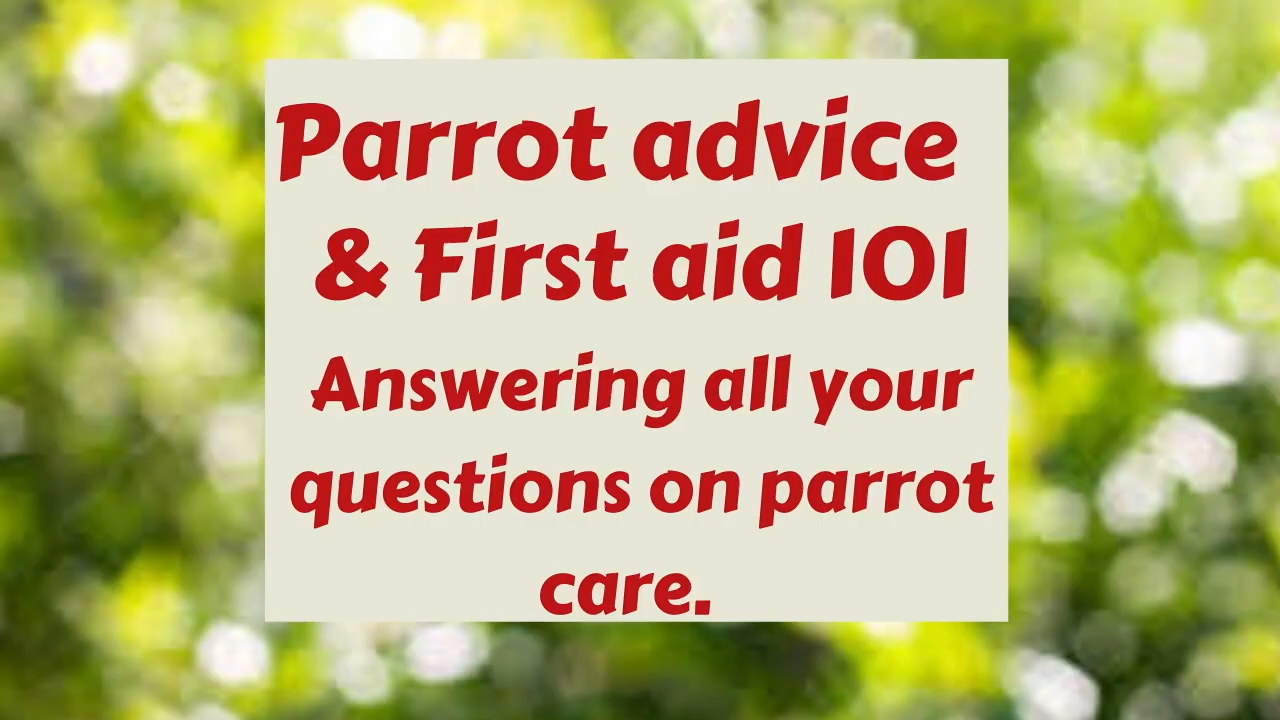 Parrot advice
& First aid 101
Answering all your
questions on parrot
care.